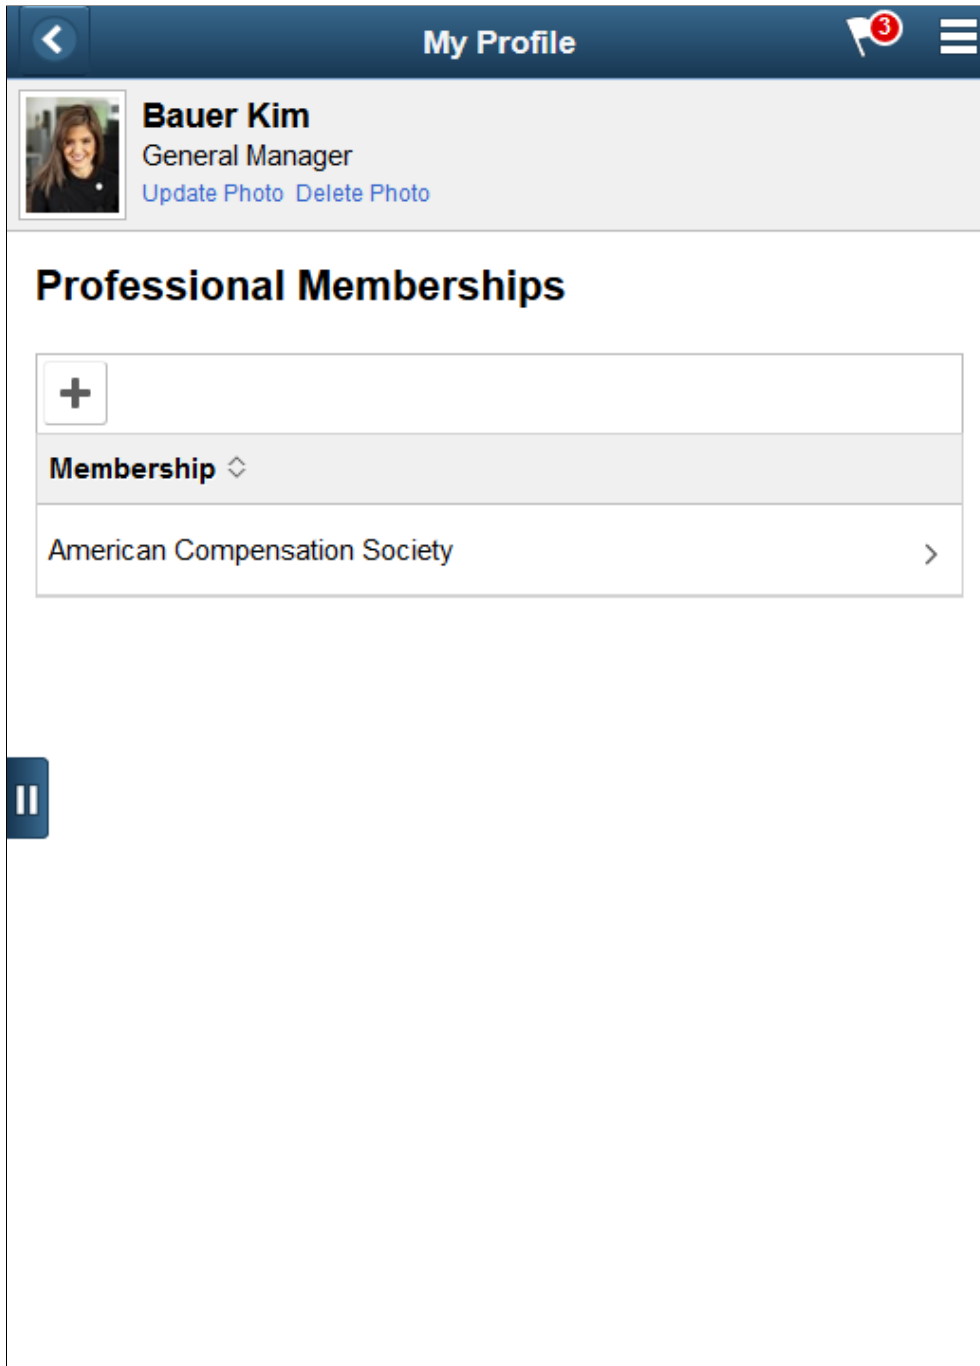 My Profile
3
Bauer Kim
General Manager
Update Photo Delete Photo
Professional Memberships
Membership
American Compensation Society